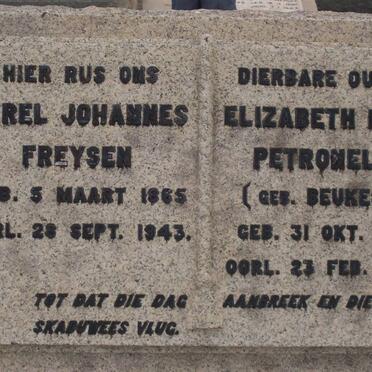 HIER RUS ONS
REL JOHANNES
FREYSEN
B. 5 MAART 1865
RL. 28 SEPT. 1943.
TOT DAT DIE DAG
SKADUWEES VLUG.
DIERBARE OU
ELIZABETH
PETRONEL
( GEB. BEUKE
GEB. 31 OKT.
OORL. 23 FEB.
AANBREEK EN DIE